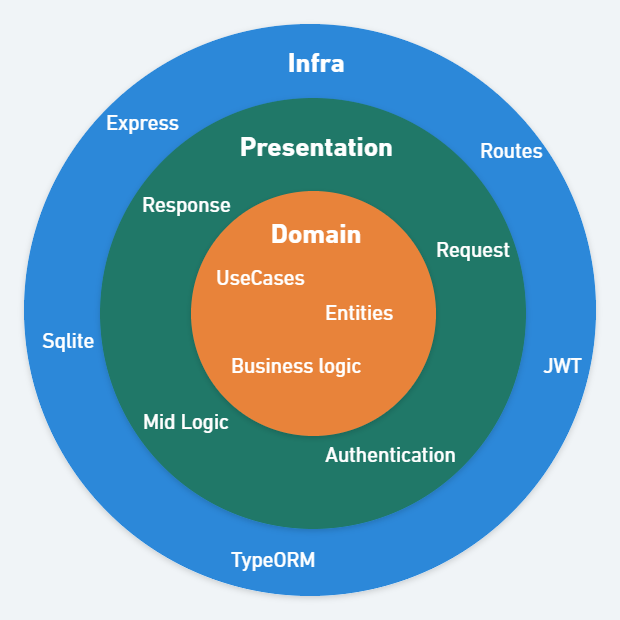 Infra
Express
Presentation
Routes
Response
Domain
Request
UseCases
Entities
Sqlite
Business logic
JWT
Mid Logic
Authentication
TypeORM